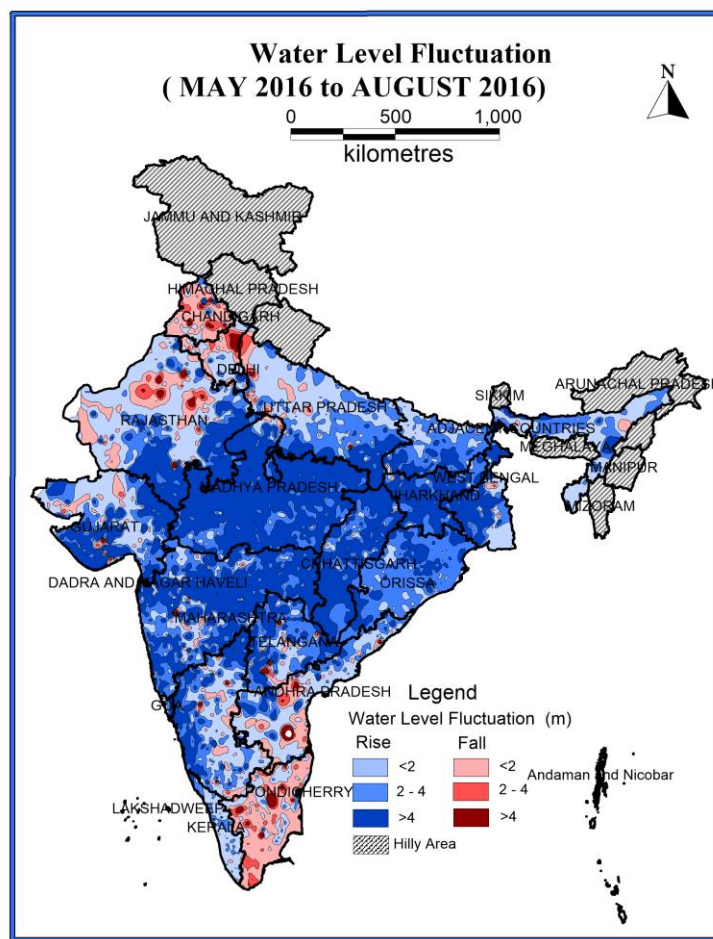 Water Level Fluctuation
( MAY 2016 to AUGUST 2016)
N
0 500 1,000
kilometres
JAMMU AND KASHMIR
HIMACHAL PRADESH
CHANDIGARH
DELHI
SIKKIM
ARUNACHAL PRADESH
RAJASTHAN
UTTAR PRADESH
ADJACENT COUNTRIES
MEGHALAYA
MANIPUR
WEST BENGAL
MADHYA PRADESH
JHARKHAND
MIZORAM
GUJARAT
CHHATTISGARH
DADRA AND NAGAR HAVELI
ORISSA
MAHARASHTRA
TELANGANA
ANDHRA PRADESH
GOA
Legend
Water Level Fluctuation (m)
Rise Fall
<2 <2
2 - 4 2 - 4
>4 >4
Hilly Area
Andaman and Nicobar
PONDICHERRY
LAKSHADWEEP
KERALA